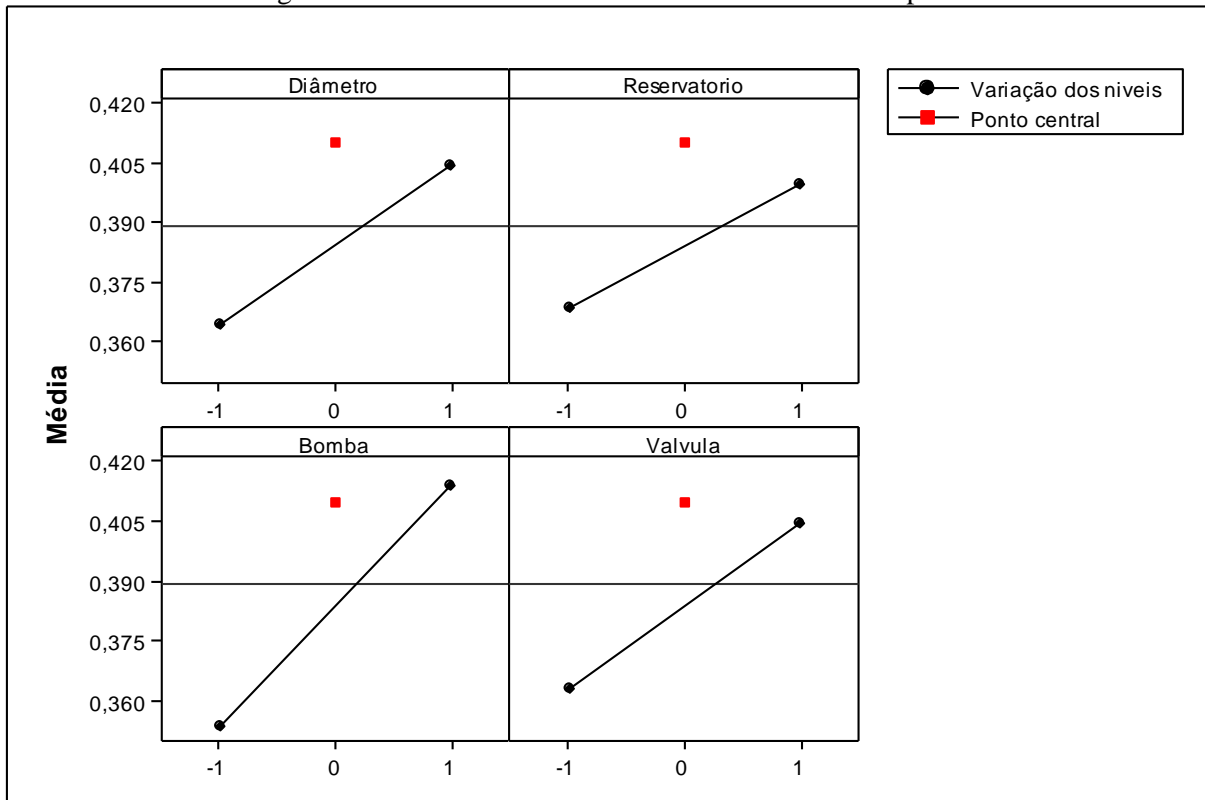 Diâmetro Reservatorio
Variação dos niveis
Ponto central
0,420
0,405
0,390
0,375
0,360
-1 0 1 -1 0 1
Média
Bomba Valvula
0,420
0,405
0,390
0,375
0,360
-1 0 1 -1 0 1